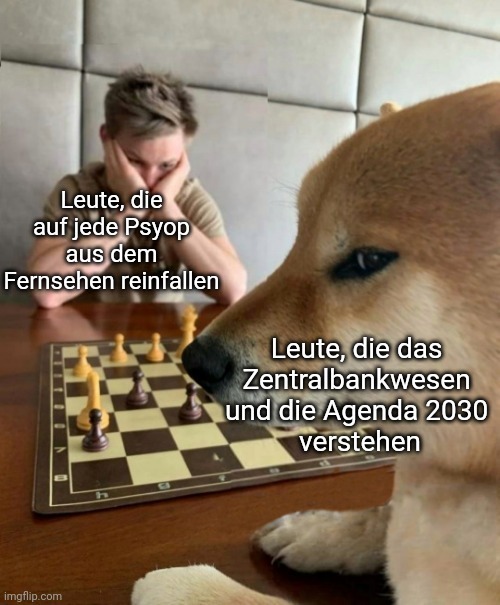 Leute, die
auf jede Psyop
aus dem
Fernsehen reinfallen
Leute, die das
Zentralbankwesen
und die Agenda 2030
verstehen
imgflip.com